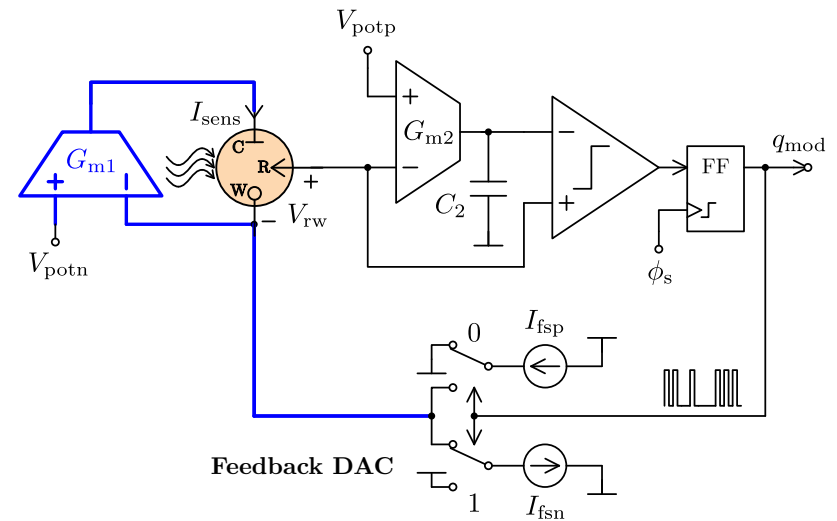 V_potp
I_sens
G_m1
G_m2
C
R
W
+
−
V_rw
+
−
+
−
−
+
C_2
FF
q_mod
V_potn
ϕ_s
0
I_fsp
Feedback DAC
1
I_fsn